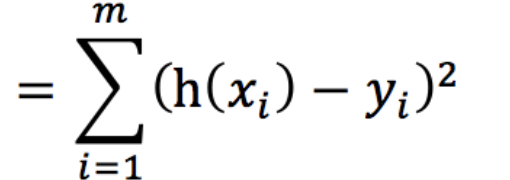 = ∑_{i=1}^{m} (h(x_i) − y_i)^2